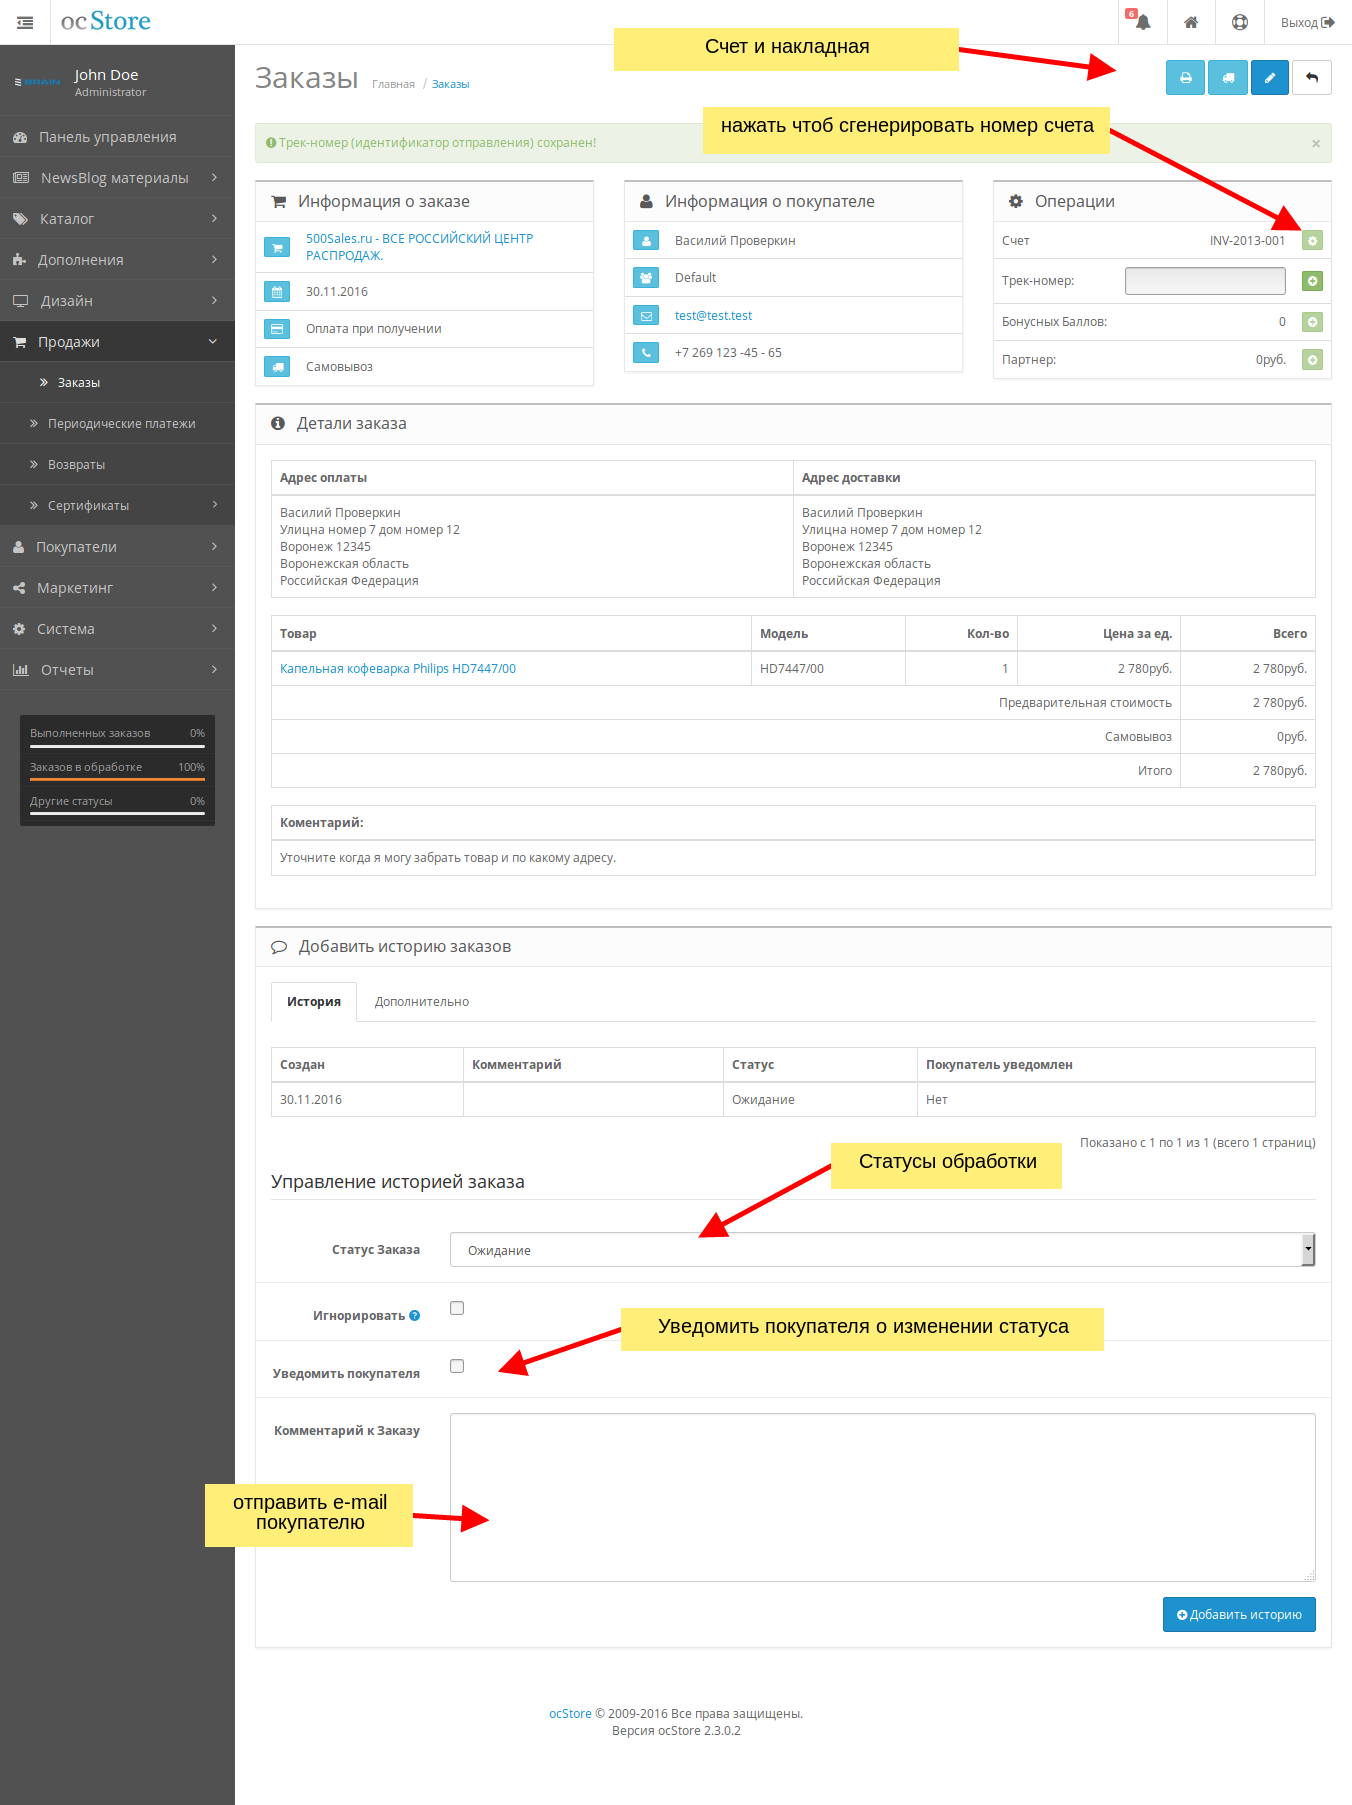 ocStore
6
Выход
Счет и накладная
John Doe
Administrator
Заказы
Главная / Заказы
нажать чтоб сгенерировать номер счета
Трек-номер (идентификатор отправления) сохранен!
×
Панель управления
NewsBlog материалы
Каталог
Дополнения
Дизайн
Продажи
Заказы
Периодические платежи
Возвраты
Сертификаты
Покупатели
Маркетинг
Система
Отчеты
Выполненных заказов 0%
Заказов в обработке 100%
Другие статусы 0%
Информация о заказе
500Sales.ru - ВСЕ РОССИЙСКИЙ ЦЕНТР
РАСПРОДАЖ.
30.11.2016
Оплата при получении
Самовывоз
Информация о покупателе
Василий Проверкин
Default
test@test.test
+7 269 123 -45 - 65
Операции
Счет INV-2013-001
Трек-номер:
Бонусных Баллов: 0
Партнер: 0руб.
Детали заказа
Адрес оплаты Адрес доставки
Василий Проверкин Василий Проверкин
Улицна номер 7 дом номер 12 Улицна номер 7 дом номер 12
Воронеж 12345 Воронеж 12345
Воронежская область Воронежская область
Российская Федерация Российская Федерация
Товар Модель Кол-во Цена за ед. Всего
Капельная кофеварка Philips HD7447/00 HD7447/00 1 2 780руб. 2 780руб.
Предварительная стоимость 2 780руб.
Самовывоз 0руб.
Итого 2 780руб.
Коментарий:
Уточните когда я могу забрать товар и по какому адресу.
Добавить историю заказов
История Дополнительно
Создан Комментарий Статус Покупатель уведомлен
30.11.2016 Ожидание Нет
Показано с 1 по 1 из 1 (всего 1 страниц)
Статусы обработки
Управление историей заказа
Статус Заказа Ожидание
Игнорировать
Уведомить покупателя о изменении статуса
Уведомить покупателя
Комментарий к Заказу
отправить e-mail
покупателю
Добавить историю
ocStore © 2009-2016 Все права защищены.
Версия ocStore 2.3.0.2